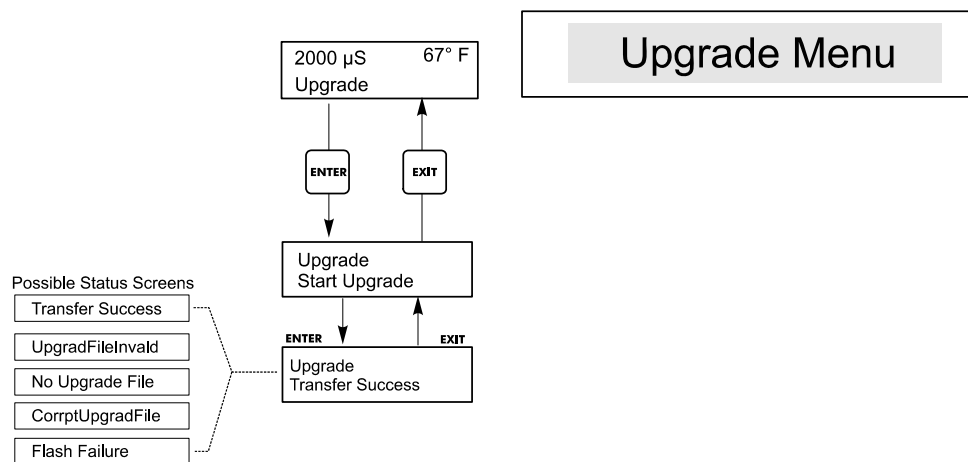 Upgrade Menu
2000 µS 67° F
Upgrade
ENTER EXIT
Upgrade
Start Upgrade
Possible Status Screens
Transfer Success
UpgradFileInvald
No Upgrade File
CorrptUpgradFile
Flash Failure
ENTER EXIT
Upgrade
Transfer Success